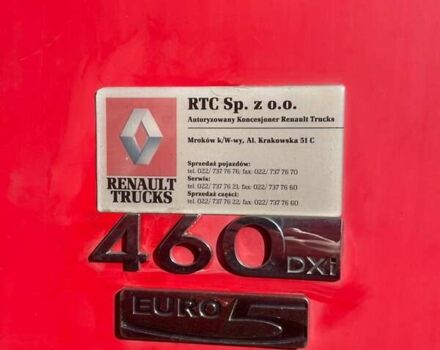 RTC Sp. z o.o.
Autoryzowany Koncesjoner Renault Trucks
Mroków k/W-wy, Al. Krakowska 51 C
Sprzedaż pojazdów:
tel. 022/ 737 76 76; fax: 022/ 737 76 70
Serwis:
tel. 022/ 737 76 21; fax: 022/ 737 76 60
Sprzedaż części:
tel. 022/ 737 76 22; fax: 022/ 737 76 60
RENAULT
TRUCKS
460 DXi
EURO 5